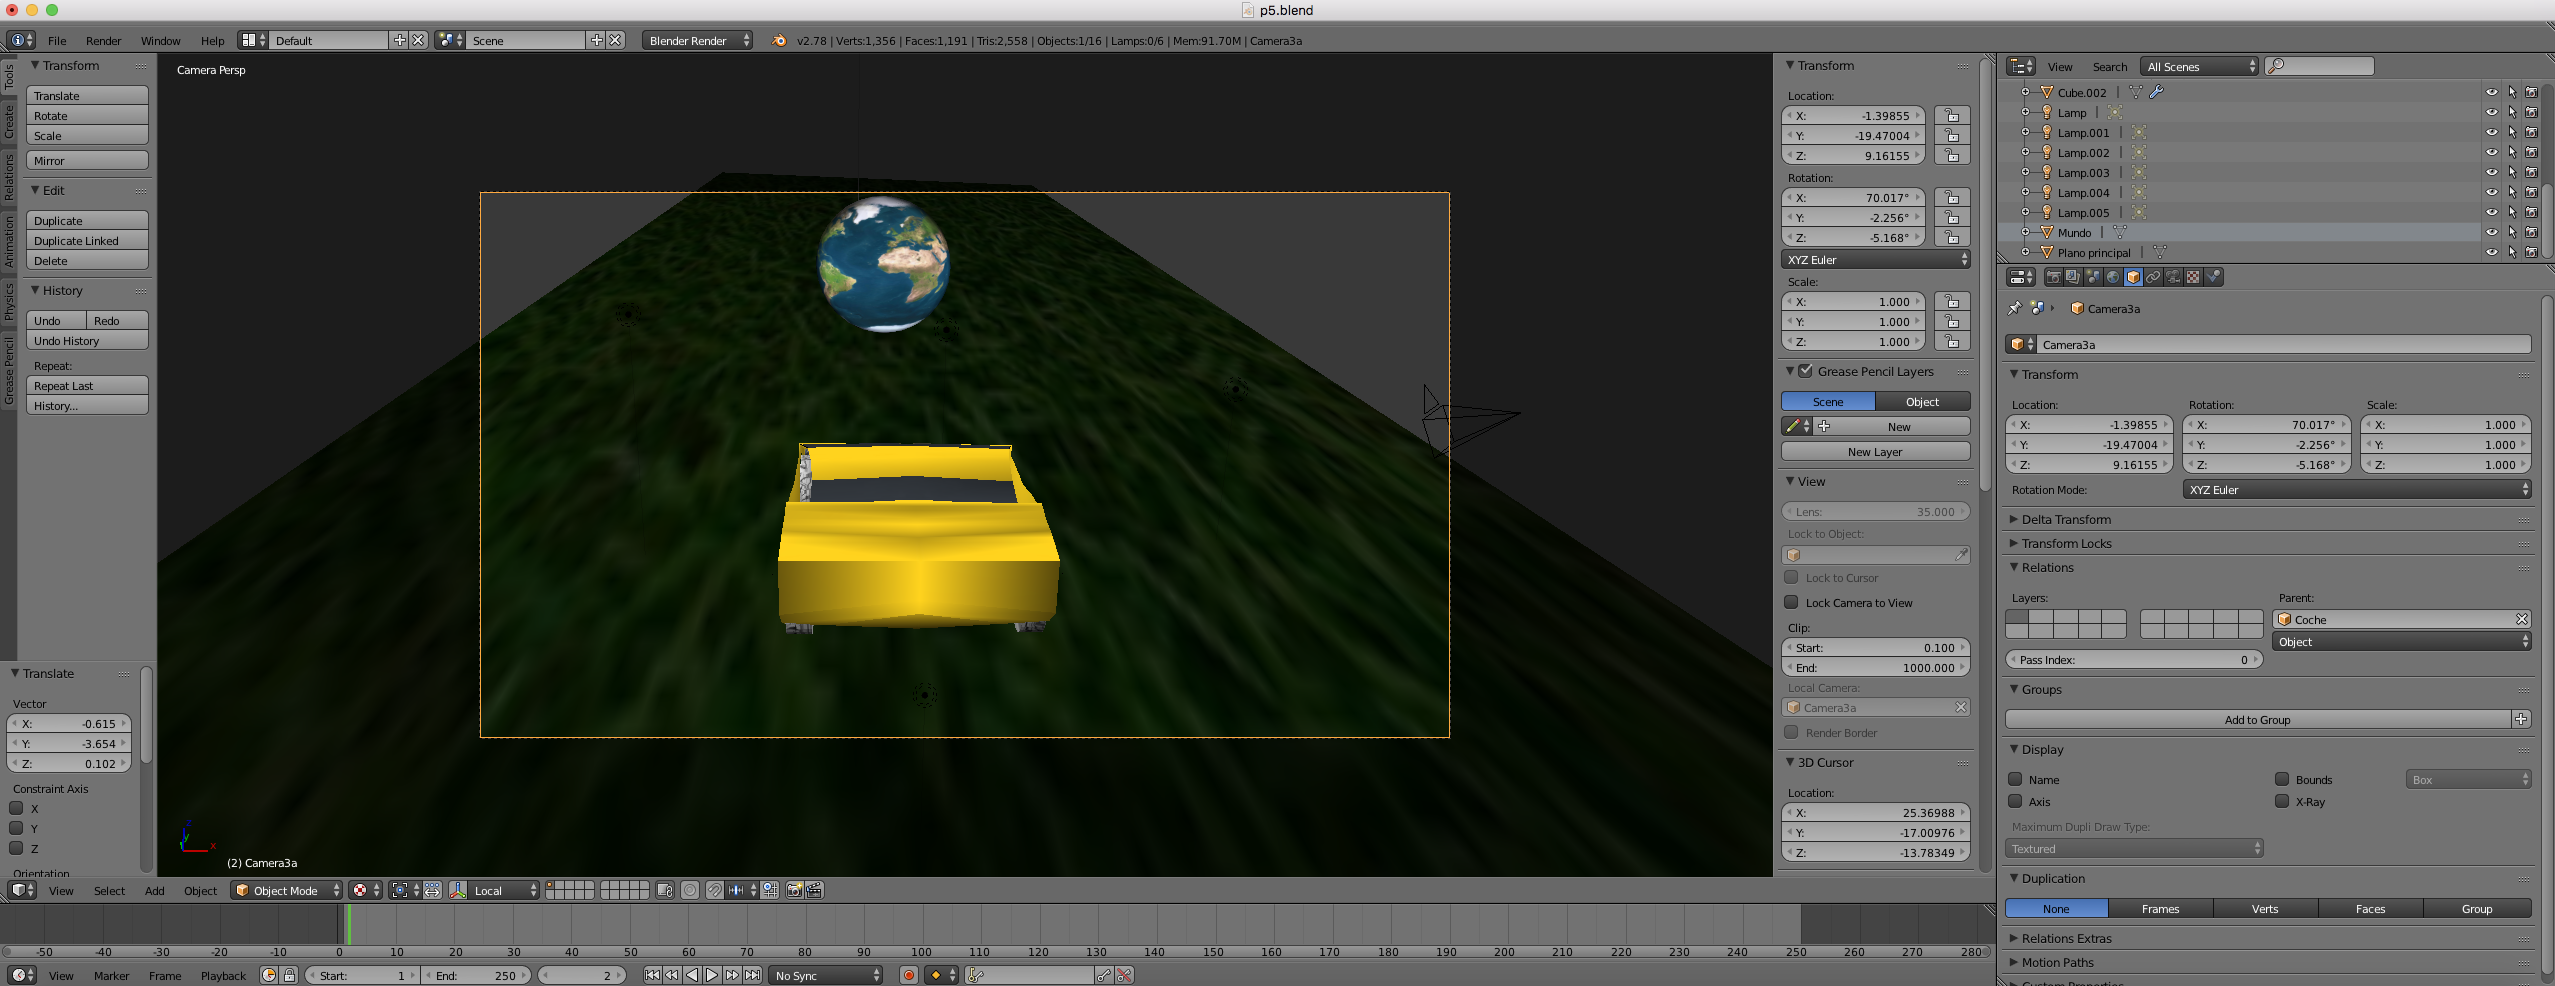 p5.blend
File Render Window Help Default Scene Blender Render v2.78 | Verts:1,356 | Faces:1,191 | Tris:2,558 | Objects:1/16 | Lamps:0/6 | Mem:91.70M | Camera3a
Tools
Create
Relations
Animation
Physics
Grease Pencil
Transform
Translate
Rotate
Scale
Mirror
Edit
Duplicate
Duplicate Linked
Delete
History
Undo Redo
Undo History
Repeat:
Repeat Last
History...
Translate
Vector
X: -0.615
Y: -3.654
Z: 0.102
Constraint Axis
X
Y
Z
Orientation
Camera Persp
z
y
x
(2) Camera3a
Transform
Location:
X: -1.39855
Y: -19.47004
Z: 9.16155
Rotation:
X: 70.017°
Y: -2.256°
Z: -5.168°
XYZ Euler
Scale:
X: 1.000
Y: 1.000
Z: 1.000
Grease Pencil Layers
Scene Object
New
New Layer
View
Lens: 35.000
Lock to Object:
Lock to Cursor
Lock Camera to View
Clip:
Start: 0.100
End: 1000.000
Local Camera:
Camera3a
Render Border
3D Cursor
Location:
X: 25.36988
Y: -17.00976
Z: -13.78349
View Search All Scenes
Cube.002
Lamp
Lamp.001
Lamp.002
Lamp.003
Lamp.004
Lamp.005
Mundo
Plano principal
Camera3a
Camera3a
Transform
Location: Rotation: Scale:
X: -1.39855 X: 70.017° X: 1.000
Y: -19.47004 Y: -2.256° Y: 1.000
Z: 9.16155 Z: -5.168° Z: 1.000
Rotation Mode: XYZ Euler
Delta Transform
Transform Locks
Relations
Layers: Parent:
Coche
Object
Pass Index: 0
Groups
Add to Group
Display
Name Bounds Box
Axis X-Ray
Maximum Dupli Draw Type:
Textured
Duplication
None Frames Verts Faces Group
Relations Extras
Motion Paths
View Select Add Object Object Mode Local
-50 -40 -30 -20 -10 0 10 20 30 40 50 60 70 80 90 100 110 120 130 140 150 160 170 180 190 200 210 220 230 240 250 260 270 280
View Marker Frame Playback Start: 1 End: 250 2 No Sync